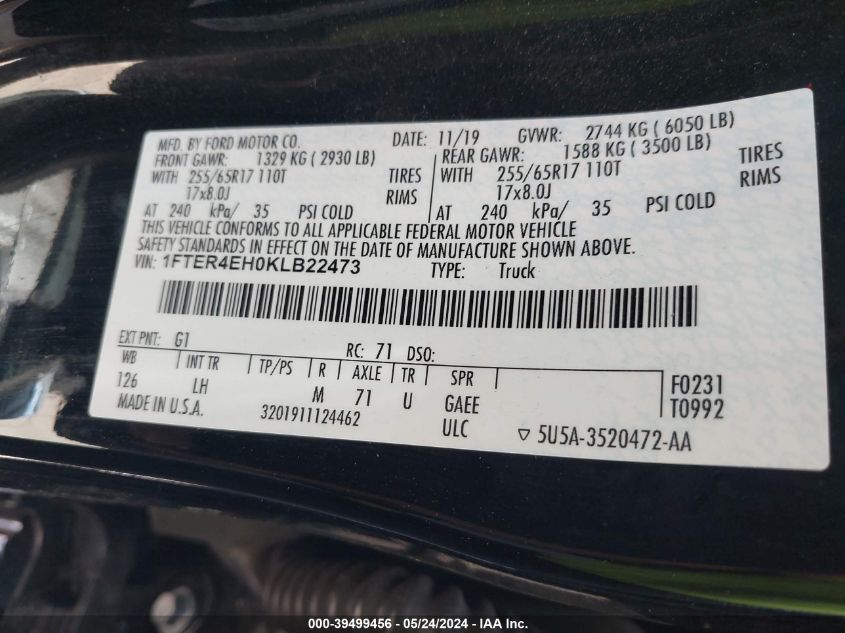 MFD. BY FORD MOTOR CO. DATE: 11/19 GVWR: 2744 KG ( 6050 LB)
FRONT GAWR: 1329 KG ( 2930 LB) REAR GAWR: 1588 KG ( 3500 LB)
WITH 255/65R17 110T TIRES WITH 255/65R17 110T TIRES
17x8.0J RIMS 17x8.0J RIMS
AT 240 kPa/ 35 PSI COLD AT 240 kPa/ 35 PSI COLD
THIS VEHICLE CONFORMS TO ALL APPLICABLE FEDERAL MOTOR VEHICLE
SAFETY STANDARDS IN EFFECT ON THE DATE OF MANUFACTURE SHOWN ABOVE.
VIN: 1FTER4EH0KLB22473 TYPE: Truck
EXT PNT: G1 RC: 71 DSO:
WB INT TR TP/PS R AXLE TR SPR
126 LH M 71 U GAEE F0231
MADE IN U.S.A. 3201911124462 ULC T0992
▽ 5U5A-3520472-AA
000-39499456 - 05/24/2024 - IAA Inc.